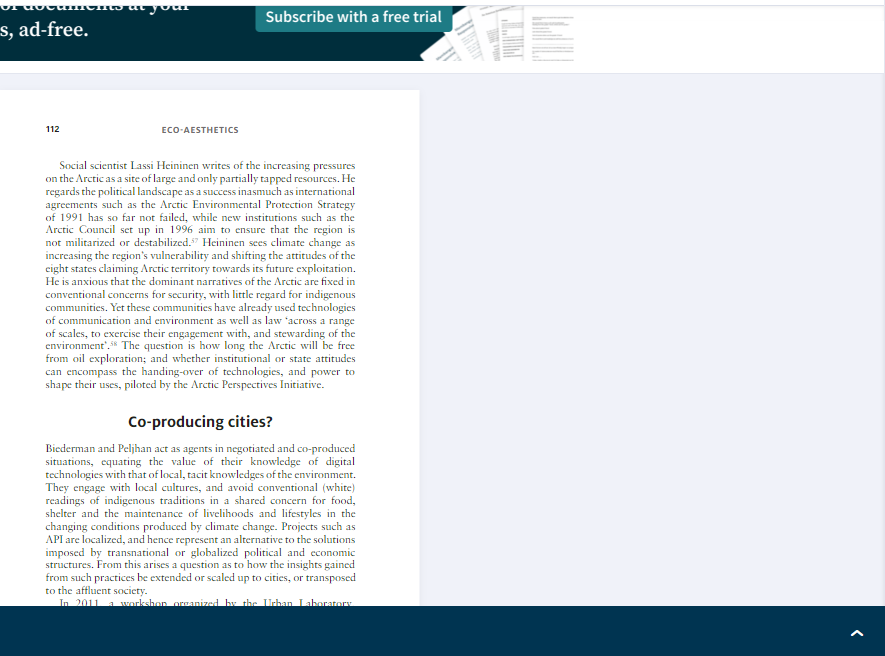 of documents at your
s, ad-free.
Subscribe with a free trial
112
ECO-AESTHETICS
Social scientist Lassi Heininen writes of the increasing pressures
on the Arctic as a site of large and only partially tapped resources. He
regards the political landscape as a success inasmuch as international
agreements such as the Arctic Environmental Protection Strategy
of 1991 has so far not failed, while new institutions such as the
Arctic Council set up in 1996 aim to ensure that the region is
not militarized or destabilized.⁵⁷ Heininen sees climate change as
increasing the region's vulnerability and shifting the attitudes of the
eight states claiming Arctic territory towards its future exploitation.
He is anxious that the dominant narratives of the Arctic are fixed in
conventional concerns for security, with little regard for indigenous
communities. Yet these communities have already used technologies
of communication and environment as well as law ‘across a range
of scales, to exercise their engagement with, and stewarding of the
environment’.⁵⁸ The question is how long the Arctic will be free
from oil exploration; and whether institutional or state attitudes
can encompass the handing-over of technologies, and power to
shape their uses, piloted by the Arctic Perspectives Initiative.
Co-producing cities?
Biederman and Peljhan act as agents in negotiated and co-produced
situations, equating the value of their knowledge of digital
technologies with that of local, tacit knowledges of the environment.
They engage with local cultures, and avoid conventional (white)
readings of indigenous traditions in a shared concern for food,
shelter and the maintenance of livelihoods and lifestyles in the
changing conditions produced by climate change. Projects such as
API are localized, and hence represent an alternative to the solutions
imposed by transnational or globalized political and economic
structures. From this arises a question as to how the insights gained
from such practices be extended or scaled up to cities, or transposed
to the affluent society.
In 2011, a workshop organized by the Urban Laboratory,